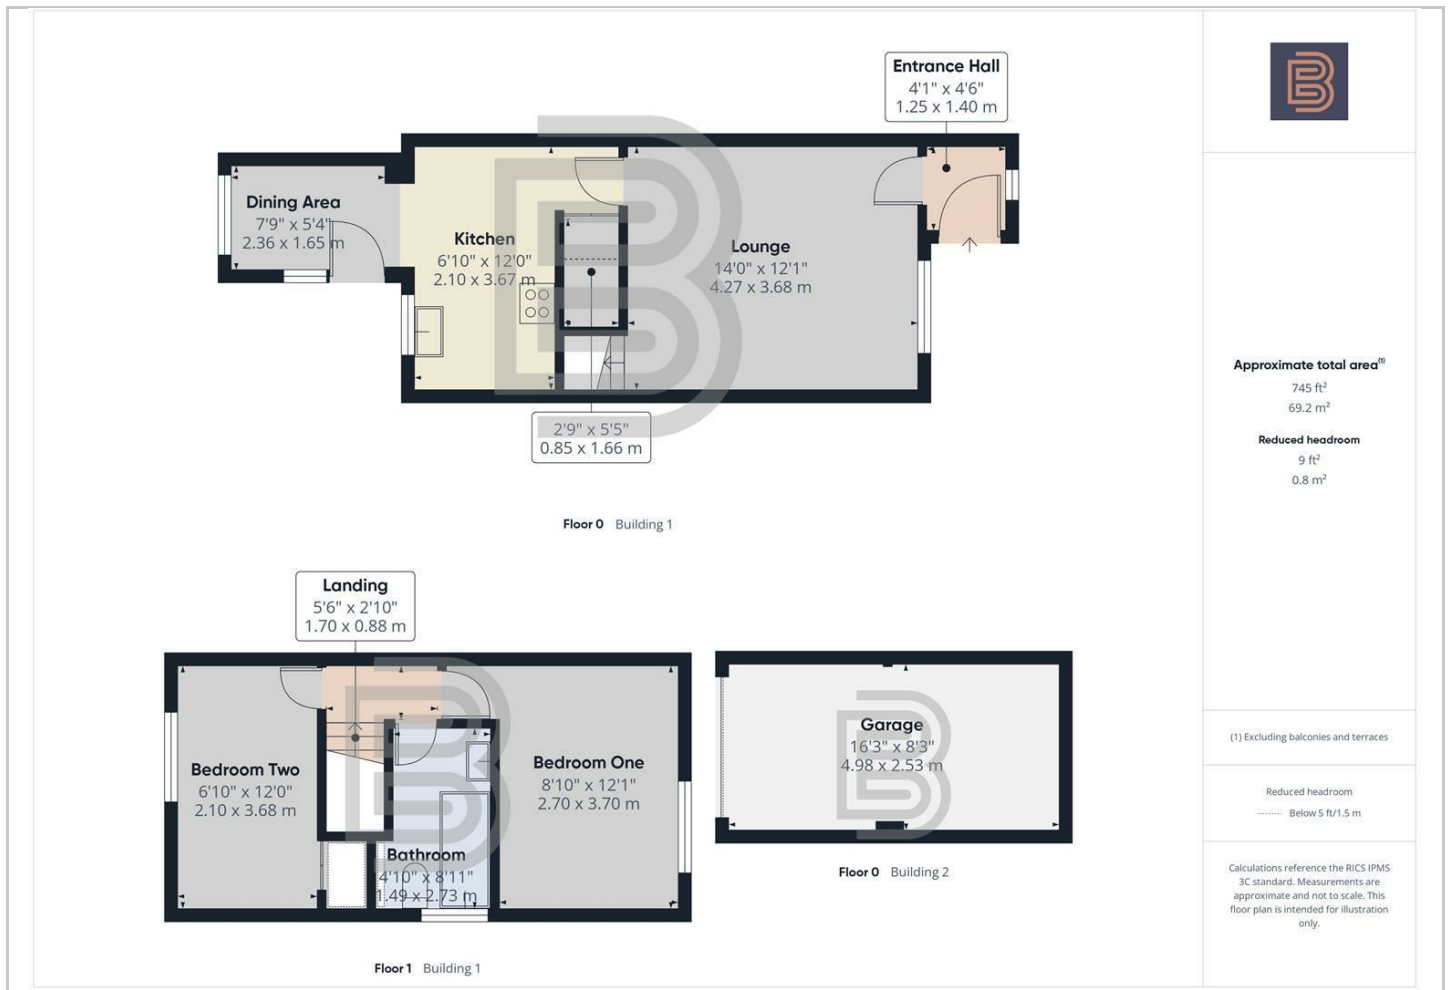 Entrance Hall
4'1" x 4'6"
1.25 x 1.40 m
Dining Area
7'9" x 5'4"
2.36 x 1.65 m
Kitchen
6'10" x 12'0"
2.10 x 3.67 m
Lounge
14'0" x 12'1"
4.27 x 3.68 m
2'9" x 5'5"
0.85 x 1.66 m
Floor 0 Building 1
Landing
5'6" x 2'10"
1.70 x 0.88 m
Bedroom Two
6'10" x 12'0"
2.10 x 3.68 m
Bedroom One
8'10" x 12'1"
2.70 x 3.70 m
Bathroom
4'10" x 8'11"
1.49 x 2.73 m
Floor 1 Building 1
Garage
16'3" x 8'3"
4.98 x 2.53 m
Floor 0 Building 2
B
Approximate total area(1)
745 ft²
69.2 m²
Reduced headroom
9 ft²
0.8 m²
(1) Excluding balconies and terraces
Reduced headroom
Below 5 ft/1.5 m
Calculations reference the RICS IPMS
3C standard. Measurements are
approximate and not to scale. This
floor plan is intended for illustration
only.